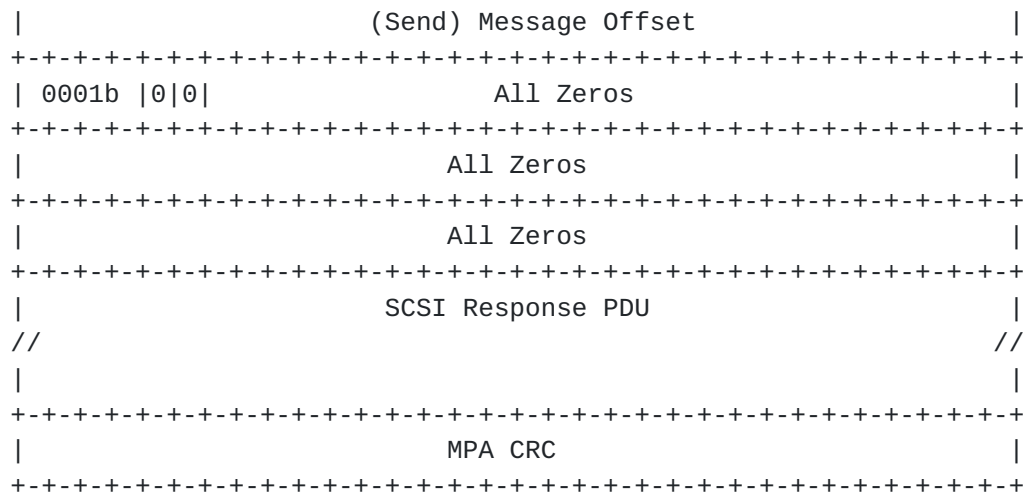 |                    (Send) Message Offset                      |
+-+-+-+-+-+-+-+-+-+-+-+-+-+-+-+-+-+-+-+-+-+-+-+-+-+-+-+-+-+-+-+-+
| 0001b |0|0|                  All Zeros                        |
+-+-+-+-+-+-+-+-+-+-+-+-+-+-+-+-+-+-+-+-+-+-+-+-+-+-+-+-+-+-+-+-+
|                           All Zeros                           |
+-+-+-+-+-+-+-+-+-+-+-+-+-+-+-+-+-+-+-+-+-+-+-+-+-+-+-+-+-+-+-+-+
|                           All Zeros                           |
+-+-+-+-+-+-+-+-+-+-+-+-+-+-+-+-+-+-+-+-+-+-+-+-+-+-+-+-+-+-+-+-+
|                       SCSI Response PDU                       |
//                                                             //
|                                                               |
+-+-+-+-+-+-+-+-+-+-+-+-+-+-+-+-+-+-+-+-+-+-+-+-+-+-+-+-+-+-+-+-+
|                           MPA CRC                             |
+-+-+-+-+-+-+-+-+-+-+-+-+-+-+-+-+-+-+-+-+-+-+-+-+-+-+-+-+-+-+-+-+